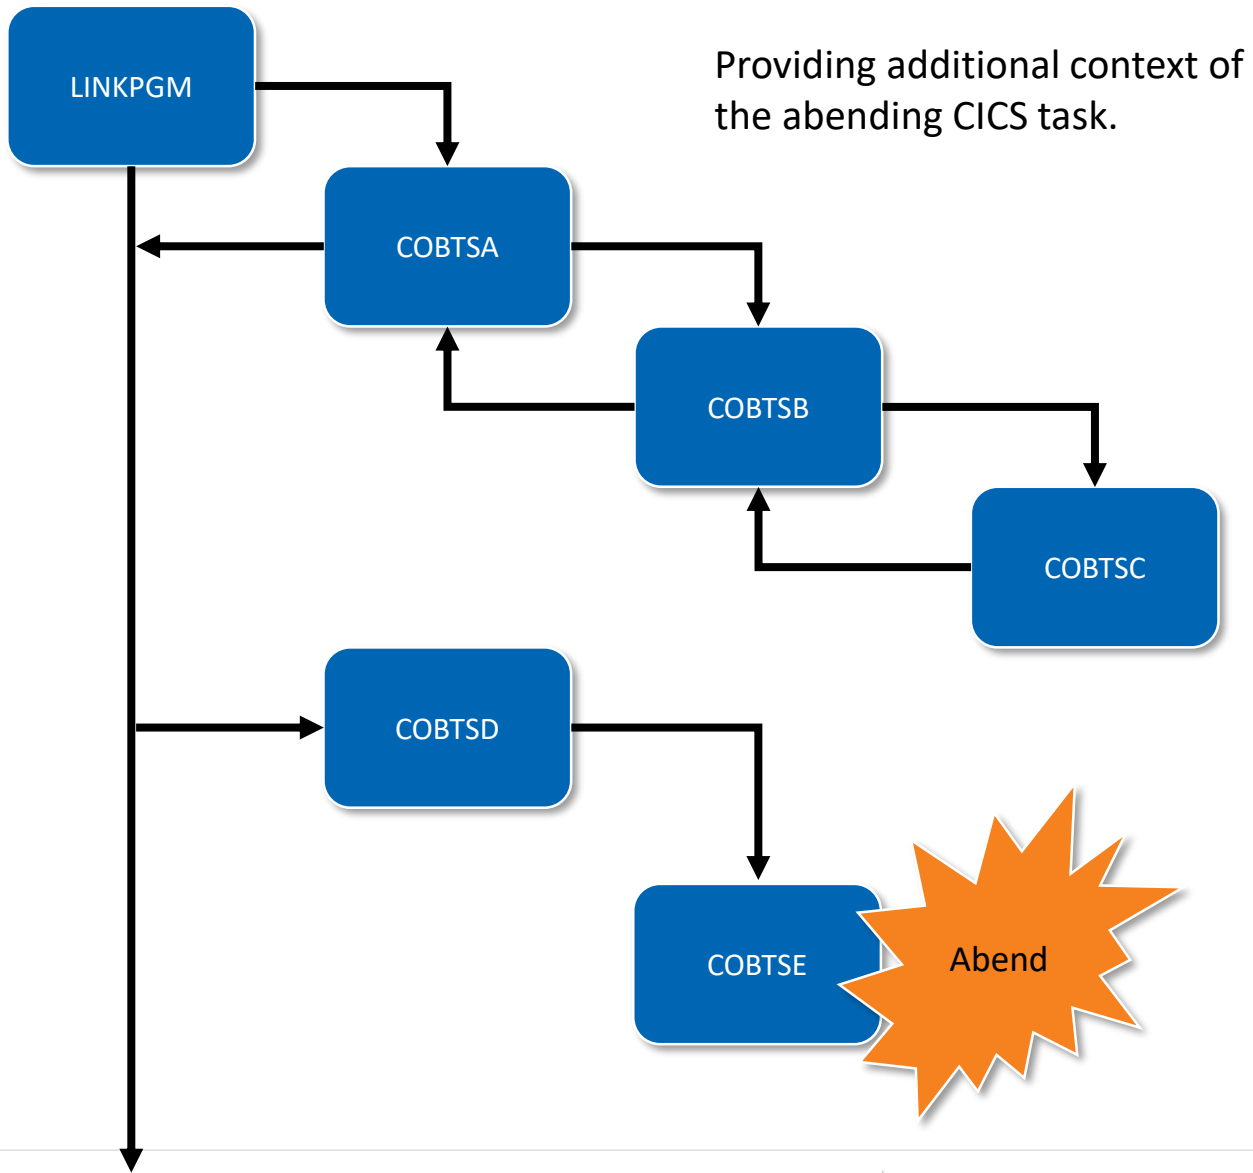 LINKPGM
Providing additional context of
the abending CICS task.
COBTSA
COBTSB
COBTSC
COBTSD
COBTSE
Abend